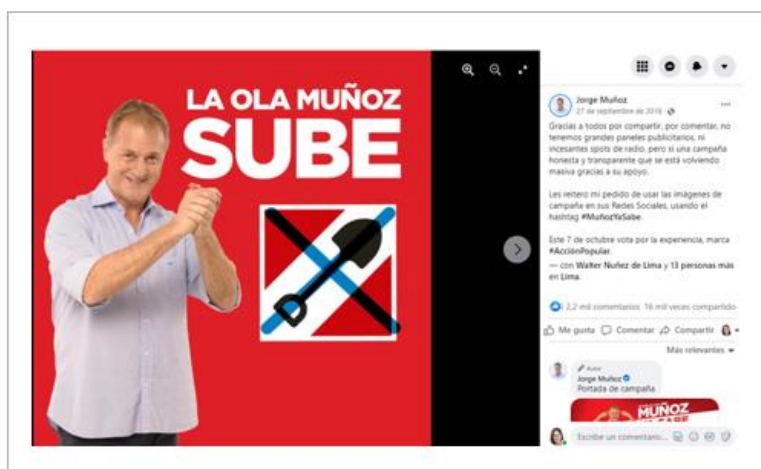 LA OLA MUÑOZ
SUBE
Jorge Muñoz
27 de septiembre de 2018
Gracias a todos por compartir, por comentar, no
tenemos grandes paneles publicitarios, ni
incesantes spots de radio, pero sí una campaña
honesta y transparente que se está volviendo
masiva gracias a su apoyo.
Les reitero mi pedido de usar las imágenes de
campaña en sus Redes Sociales, usando el
hashtag #MuñozYaSabe.
Este 7 de octubre vota por la experiencia, marca
#AcciónPopular.
— con Walter Nuñez de Lima y 13 personas más
en Lima.
2,2 mil comentarios 16 mil veces compartido
Me gusta Comentar Compartir
Más relevantes
Autor
Jorge Muñoz
Portada de campaña
MUÑOZ
Escribe un comentario...